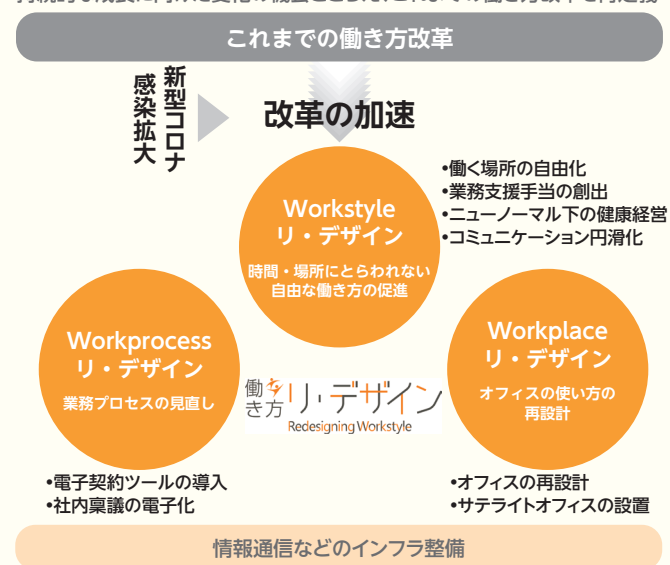 これまでの働き方改革
新型コロナ
感染拡大
改革の加速
Workstyle
リ・デザイン
時間・場所にとらわれない
自由な働き方の促進
•働く場所の自由化
•業務支援手当の創出
•ニューノーマル下の健康経営
•コミュニケーション円滑化
Workprocess
リ・デザイン
業務プロセスの見直し
•電子契約ツールの導入
•社内稟議の電子化
働き方
リ・デザイン
Redesigning Workstyle
Workplace
リ・デザイン
オフィスの使い方の
再設計
•オフィスの再設計
•サテライトオフィスの設置
情報通信などのインフラ整備